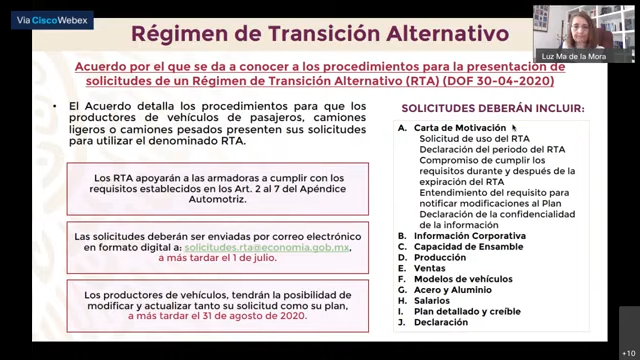 Via CiscoWebex
Régimen de Transición Alternativo
Luz Ma de la Mora
Acuerdo por el que se da a conocer a los procedimientos para la presentación de
solicitudes de un Régimen de Transición Alternativo (RTA) (DOF 30-04-2020)
• El Acuerdo detalla los procedimientos para que los
productores de vehículos de pasajeros, camiones
ligeros o camiones pesados presenten sus solicitudes
para utilizar el denominado RTA.
Los RTA apoyarán a las armadoras a cumplir con los
requisitos establecidos en los Art. 2 al 7 del Apéndice
Automotriz.
Las solicitudes deberán ser enviadas por correo electrónico
en formato digital a: solicitudes.rta@economia.gob.mx,
a más tardar el 1 de julio.
Los productores de vehículos, tendrán la posibilidad de
modificar y actualizar tanto su solicitud como su plan,
a más tardar el 31 de agosto de 2020.
SOLICITUDES DEBERÁN INCLUIR:
A. Carta de Motivación
Solicitud de uso del RTA
Declaración del periodo del RTA
Compromiso de cumplir los
requisitos durante y después de la
expiración del RTA
Entendimiento del requisito para
notificar modificaciones al Plan
Declaración de la confidencialidad
de la información
B. Información Corporativa
C. Capacidad de Ensamble
D. Producción
E. Ventas
F. Modelos de vehículos
G. Acero y Aluminio
H. Salarios
I. Plan detallado y creíble
J. Declaración
+10